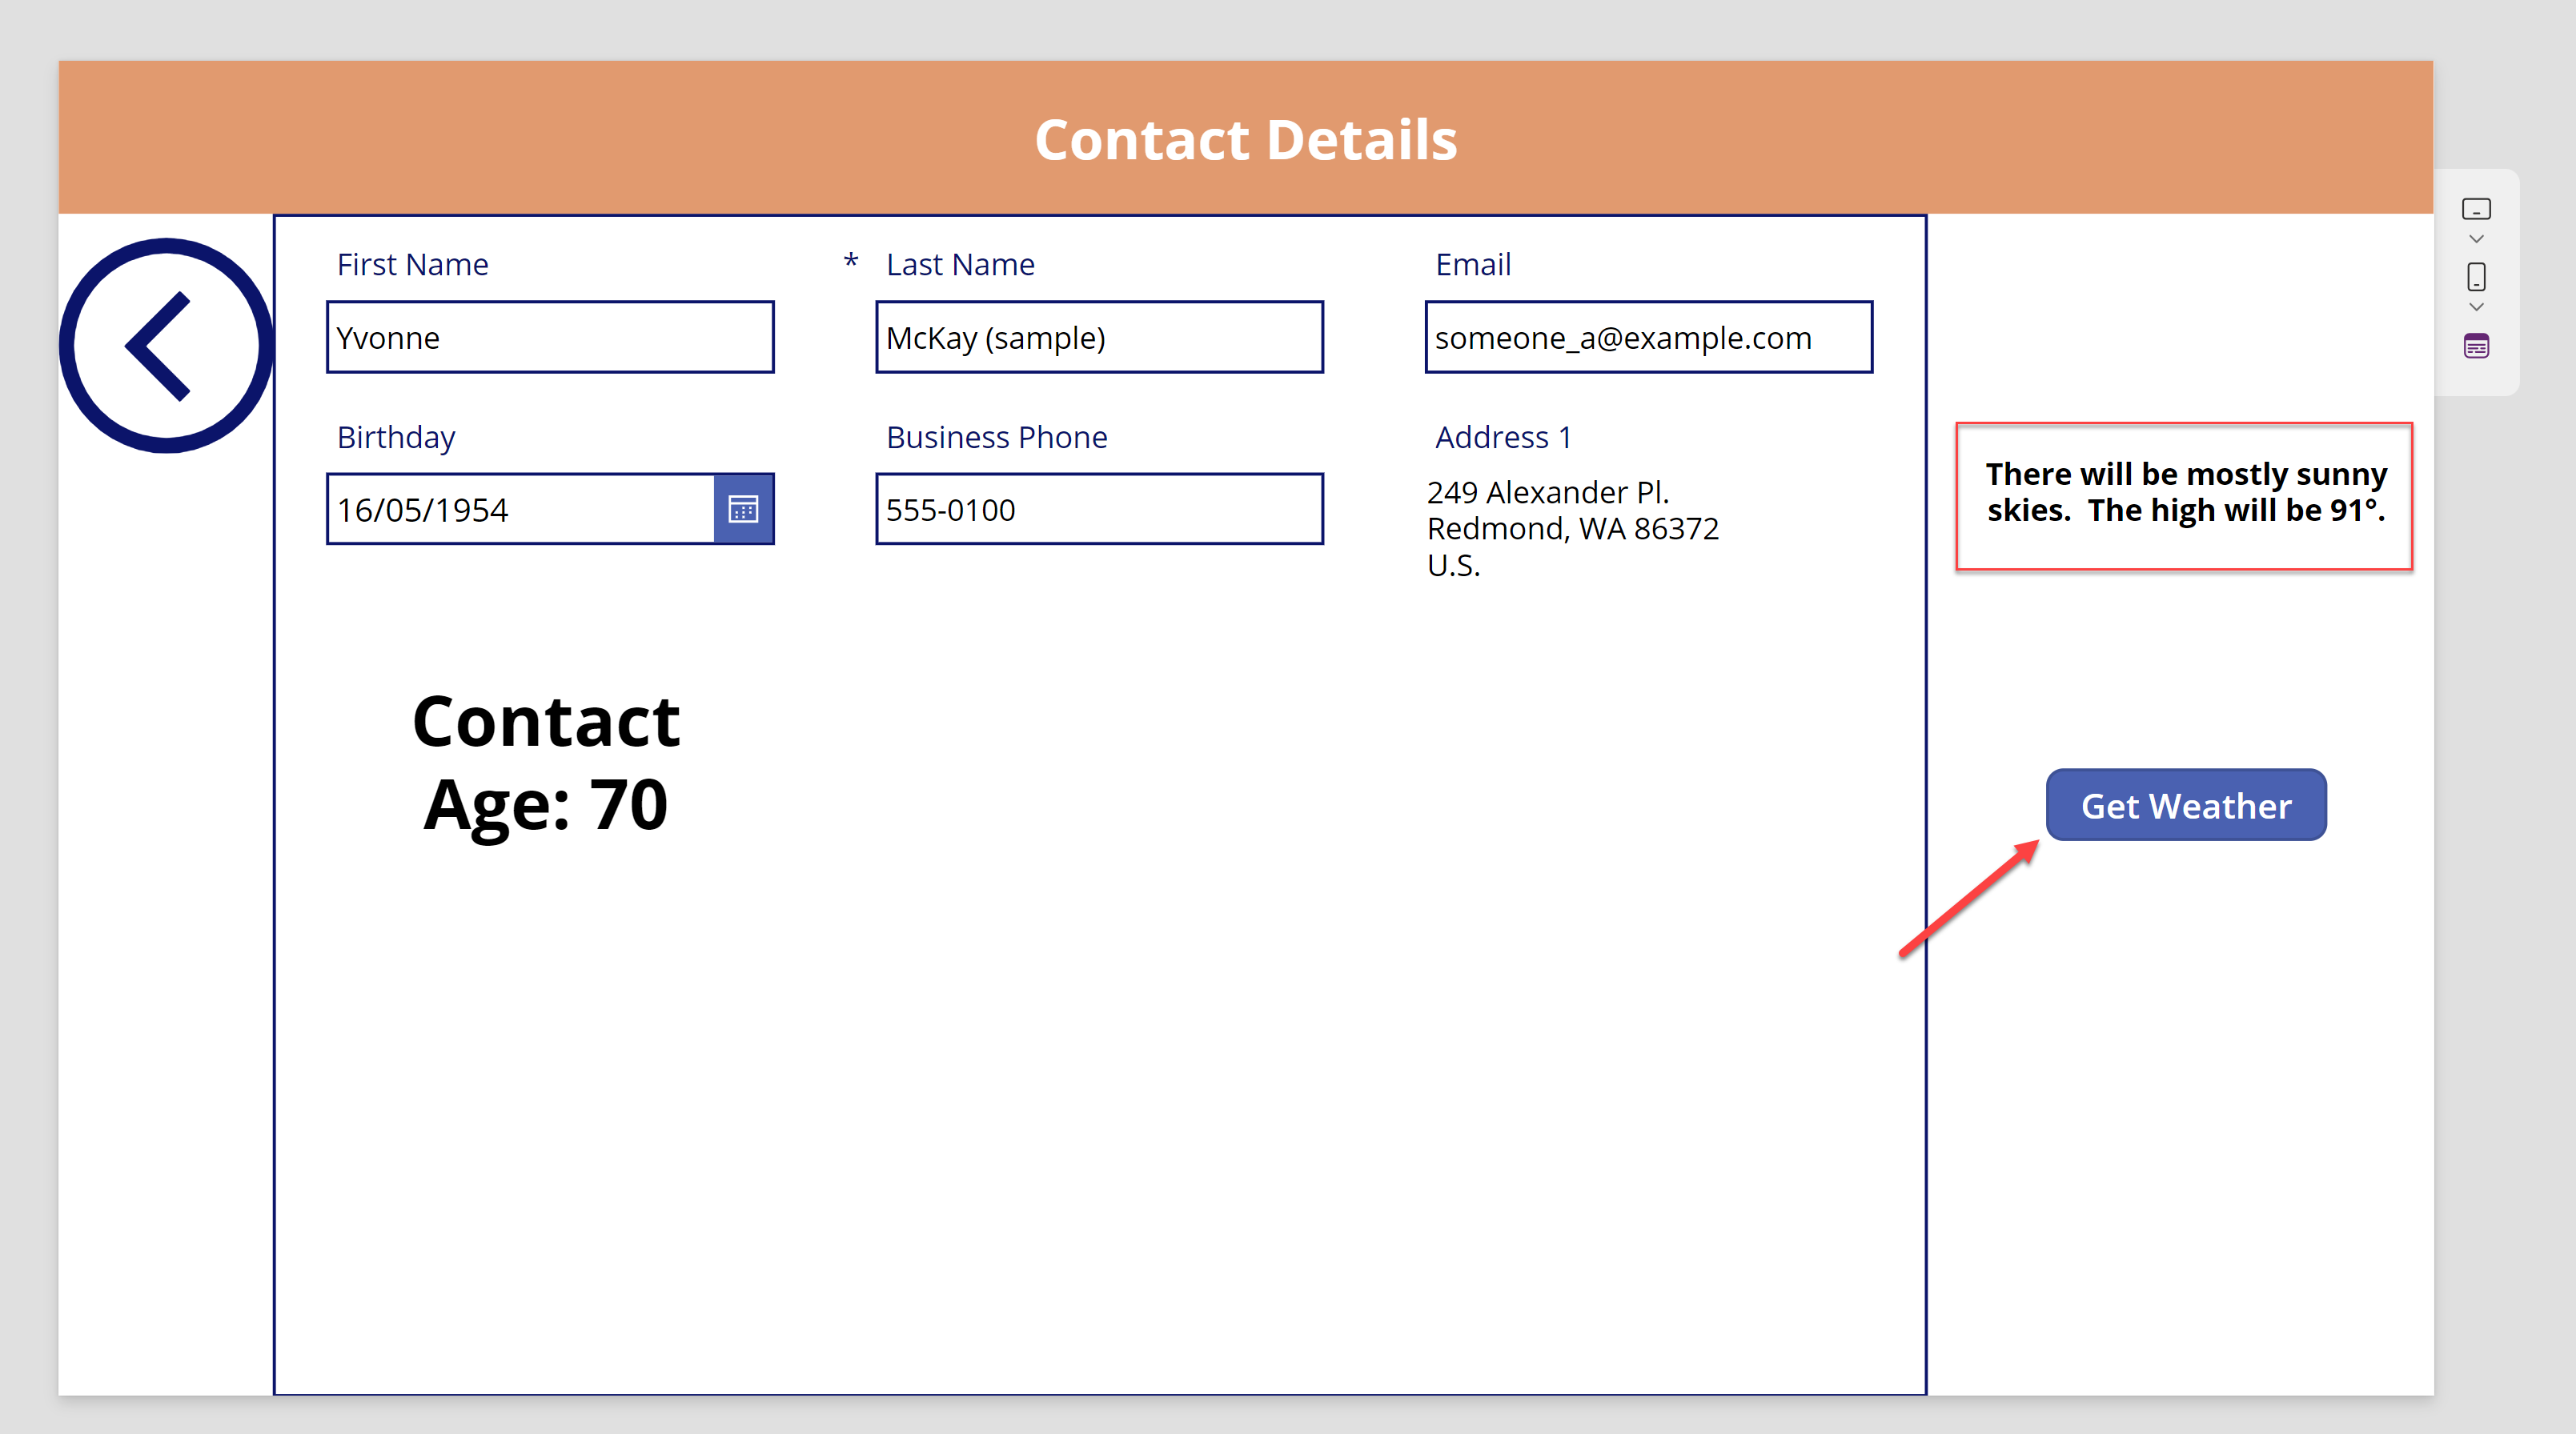 Contact Details
First Name
* Last Name
Email
Yvonne
McKay (sample)
someone_a@example.com
Birthday
Business Phone
Address 1
16/05/1954
555-0100
249 Alexander Pl.
Redmond, WA 86372
U.S.
There will be mostly sunny
skies.  The high will be 91°.
Contact
Age: 70
Get Weather